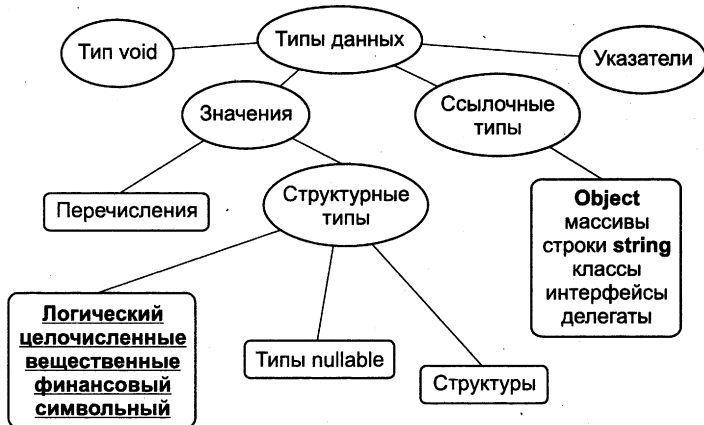 Типы данных
Тип void
Указатели
Значения
Ссылочные
типы
Перечисления
Структурные
типы
Object
массивы
строки string
классы
интерфейсы
делегаты
Логический
целочисленные
вещественные
финансовый
символьный
Типы nullable
Структуры